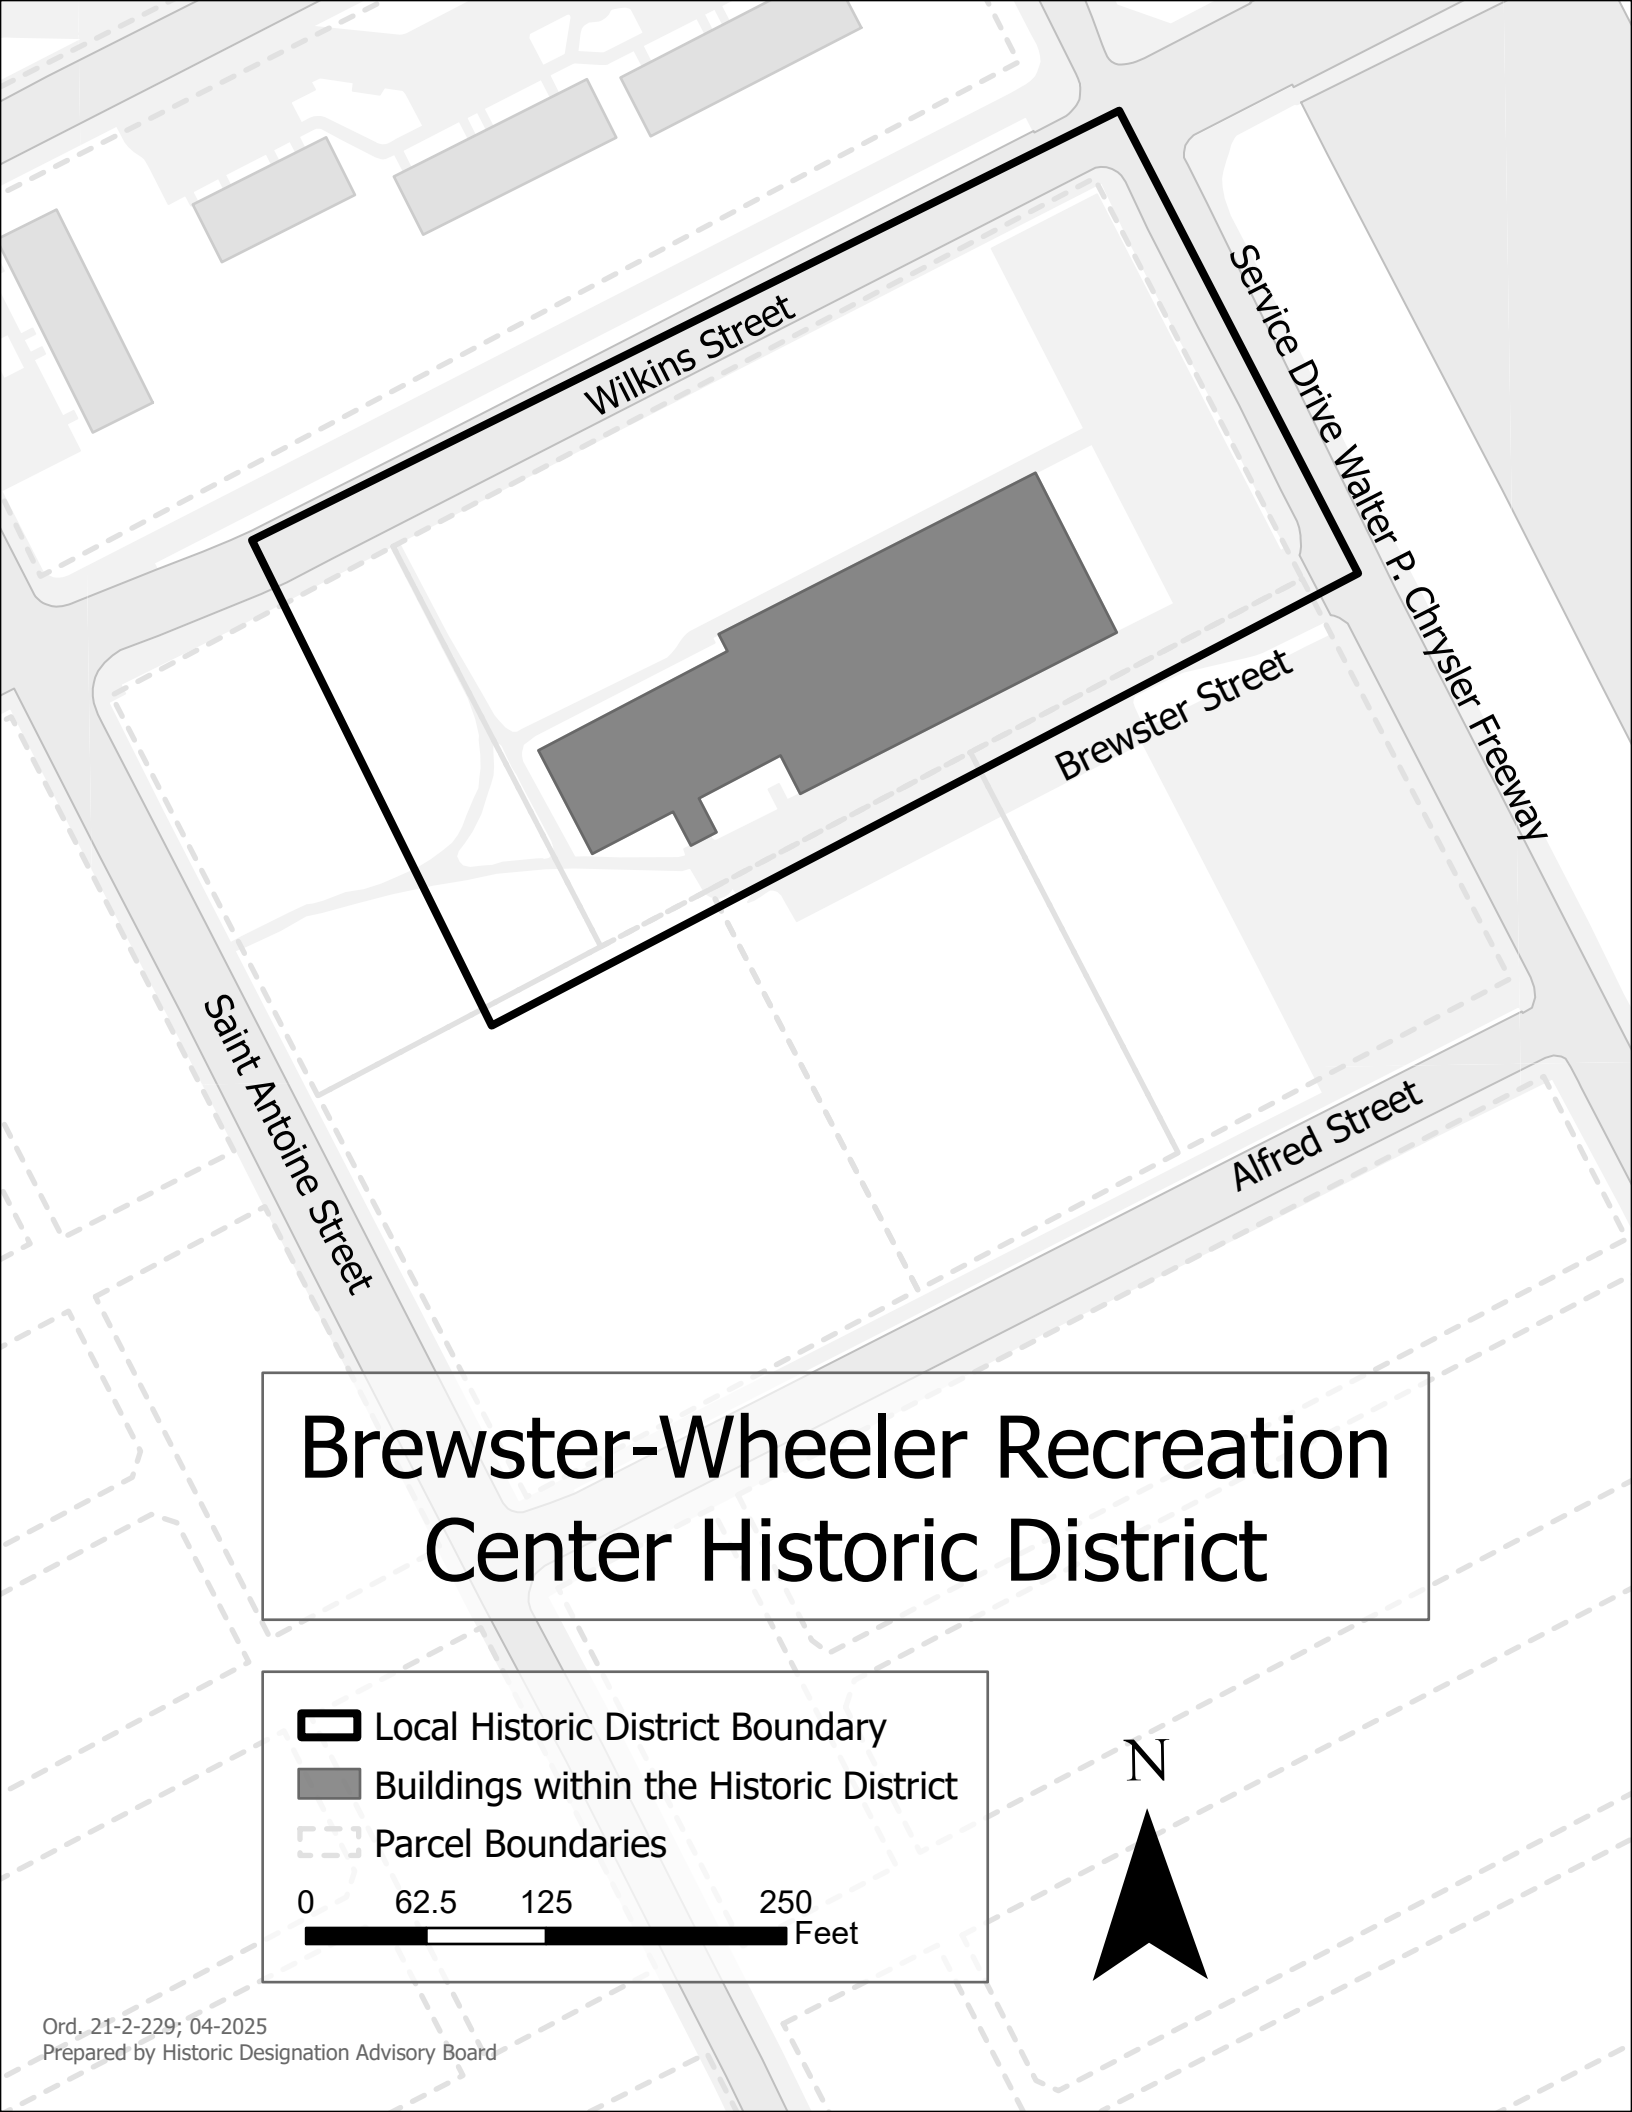 Wilkins Street
Service Drive Walter P. Chrysler Freeway
Brewster Street
Saint Antoine Street
Alfred Street
Brewster-Wheeler Recreation
Center Historic District
Local Historic District Boundary
Buildings within the Historic District
Parcel Boundaries
0 62.5 125 250
Feet
N
Ord. 21-2-229; 04-2025
Prepared by Historic Designation Advisory Board